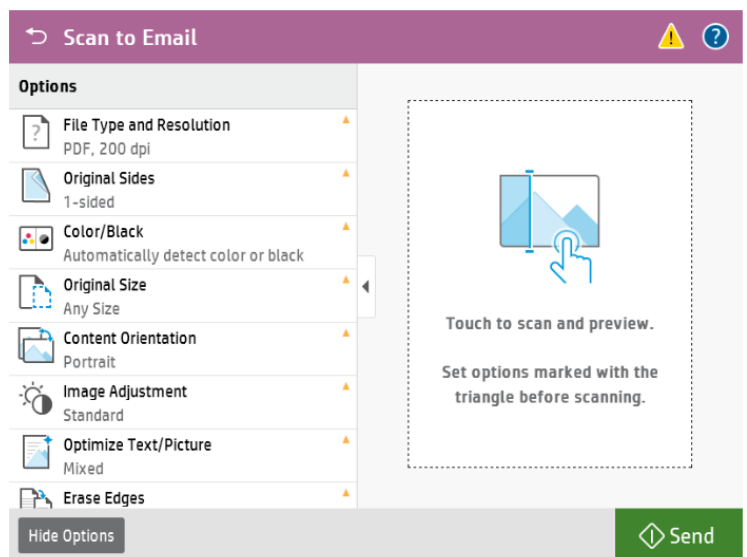 Scan to Email
Options
File Type and Resolution
PDF, 200 dpi
Original Sides
1-sided
Color/Black
Automatically detect color or black
Original Size
Any Size
Content Orientation
Portrait
Image Adjustment
Standard
Optimize Text/Picture
Mixed
Erase Edges
Touch to scan and preview.
Set options marked with the
triangle before scanning.
Hide Options
Send